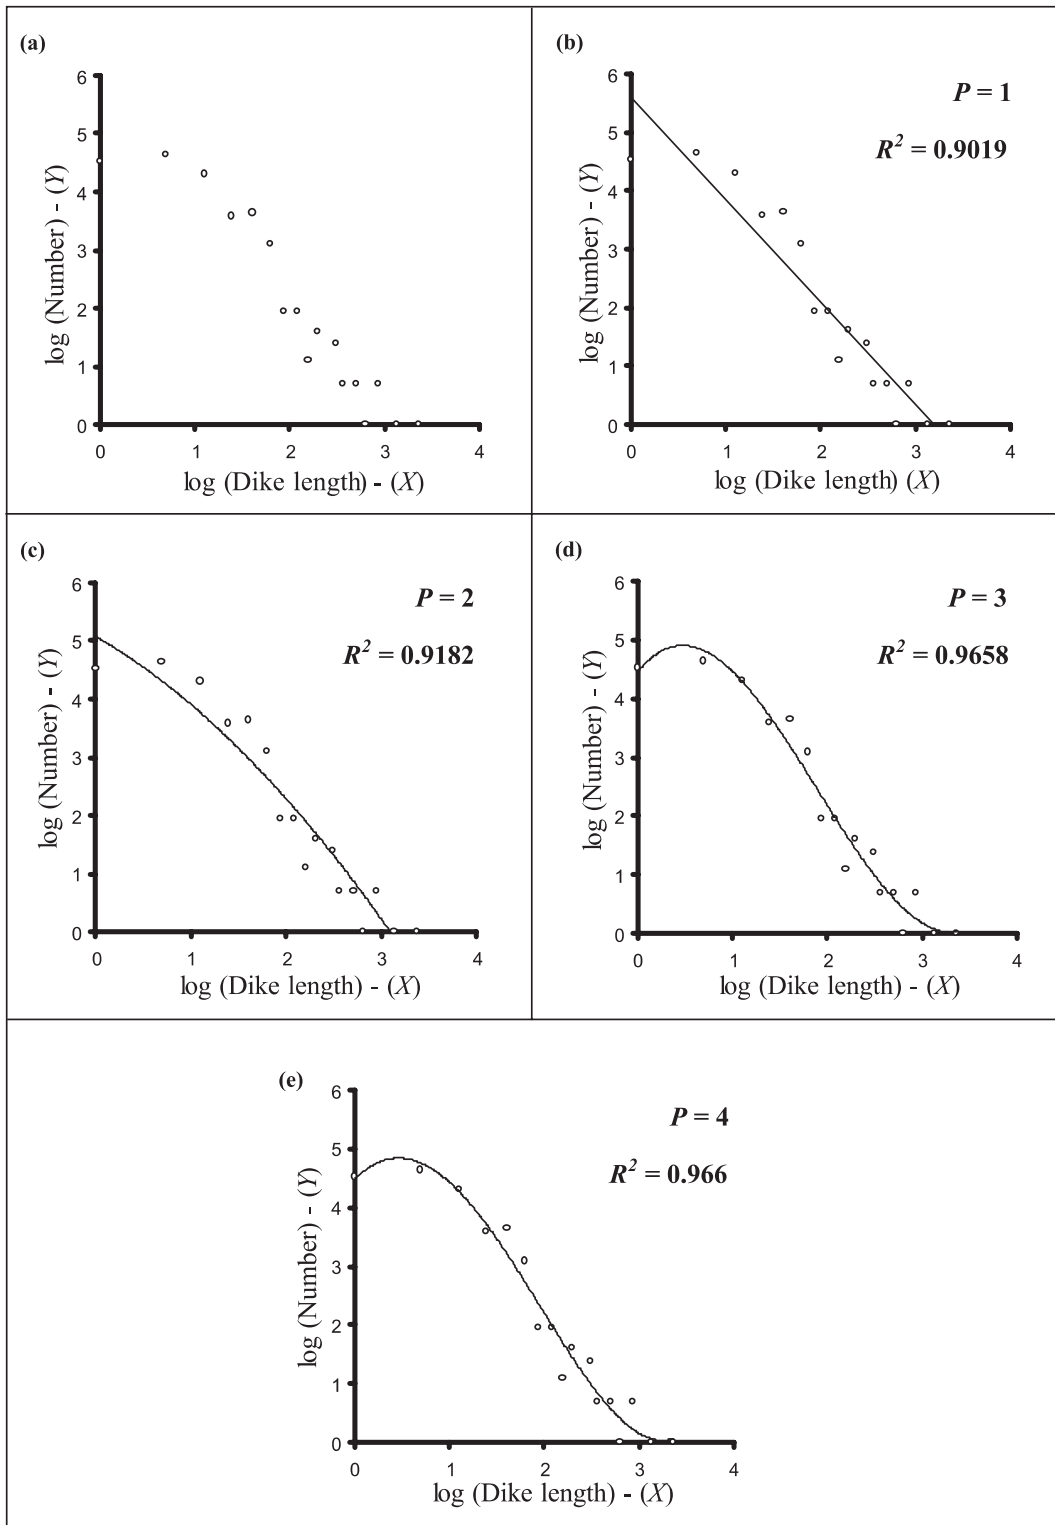 (a)
6
5
4
3
2
1
0
0 1 2 3 4
log (Number) - (Y)
log (Dike length) - (X)
(b)
P = 1
R² = 0.9019
6
5
4
3
2
1
0
0 1 2 3 4
log (Number) - (Y)
log (Dike length) (X)
(c)
P = 2
R² = 0.9182
6
5
4
3
2
1
0
0 1 2 3 4
log (Number) - (Y)
log (Dike length) - (X)
(d)
P = 3
R² = 0.9658
6
5
4
3
2
1
0
0 1 2 3 4
log (Number) - (Y)
log (Dike length) - (X)
(e)
P = 4
R² = 0.966
6
5
4
3
2
1
0
0 1 2 3 4
log (Number) - (Y)
log (Dike length) - (X)